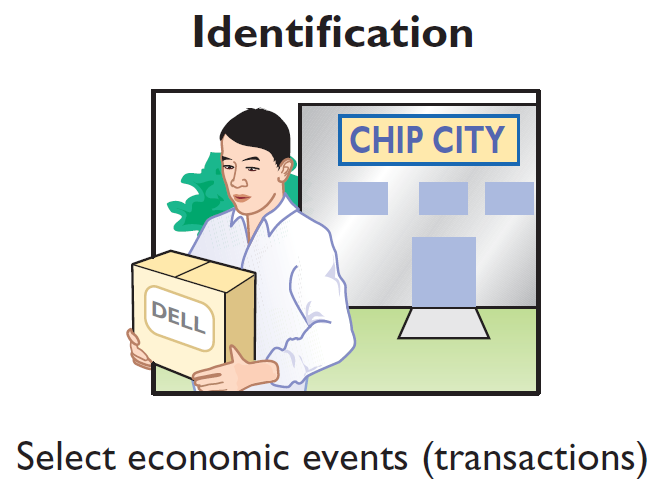 Identification
CHIP CITY
DELL
Select economic events (transactions)